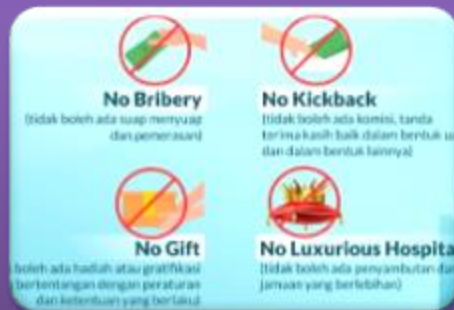 No Bribery
(tidak boleh ada suap menyuap
dan pemerasan)
No Kickback
(tidak boleh ada komisi, tanda
terima kasih baik dalam bentuk u
dan dalam bentuk lainnya)
No Gift
boleh ada hadiah atau gratifikasi
bertentangan dengan peraturan
dan ketentuan yang berlaku)
No Luxurious Hospita
(tidak boleh ada penyambutan da
jamuan yang berlebihan)